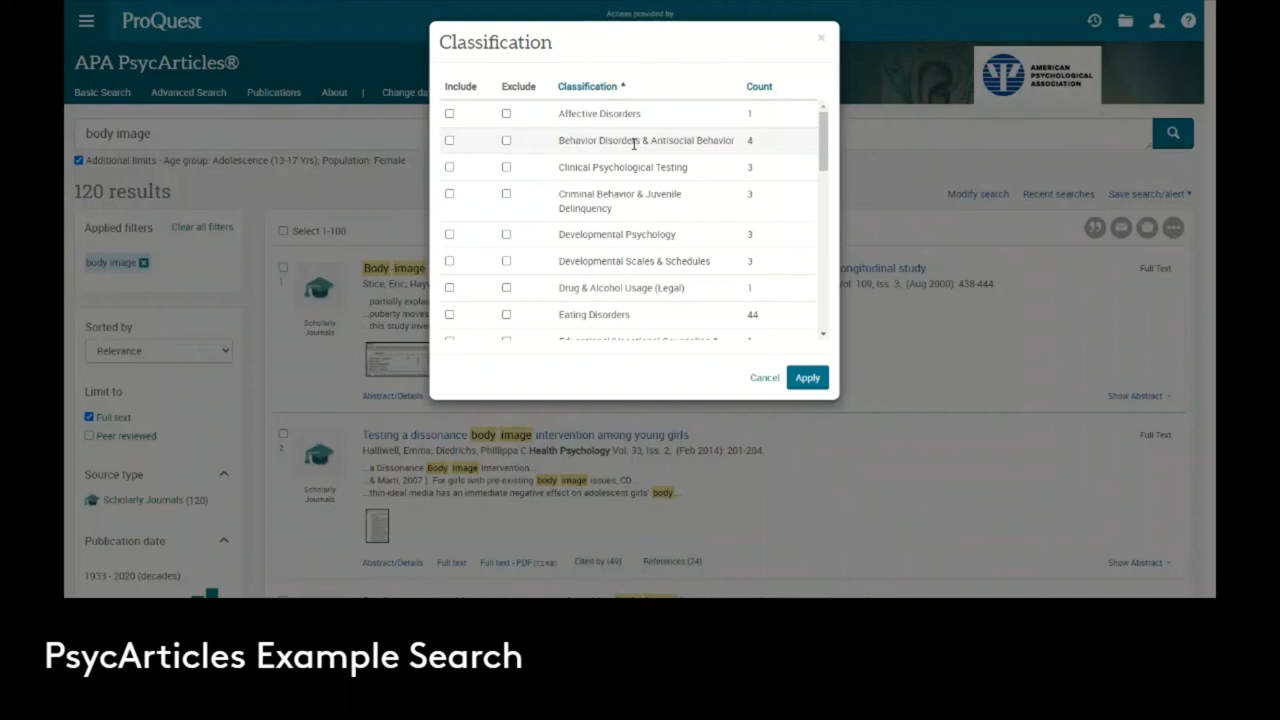 ProQuest
Access provided by
APA PsycArticles®
AMERICAN
PSYCHOLOGICAL
ASSOCIATION
Basic Search Advanced Search Publications About | Change da
body image
Additional limits - Age group: Adolescence (13-17 Yrs); Population: Female
120 results
Modify search Recent searches Save search/alert
Applied filters Clear all filters
body image
Sorted by
Relevance
Limit to
Full text
Peer reviewed
Source type
Scholarly Journals (120)
Publication date
1933 - 2020 (decades)
Select 1-100
1
Scholarly
Journals
Body image
ongitudinal study
Full Text
Stice, Eric; Hay
Vol. 109, Iss. 3, (Aug 2000): 438-444
..partially expla
...puberty moves
...this study inve
Abstract/Details
Show Abstract
2
Scholarly
Journals
Testing a dissonance body image intervention among young girls
Full Text
Halliwell, Emma; Diedrichs, Phillippa C. Health Psychology Vol. 33, Iss. 2, (Feb 2014): 201-204.
...a Dissonance Body Image Intervention...
...& Marti, 2007 ). For girls with pre-existing body image issues, CD...
...thin-ideal media has an immediate negative effect on adolescent girls' body...
Abstract/Details Full text Full text - PDF (72 KB) Cited by (49) References (24)
Show Abstract
Classification
×
Include Exclude Classification Count
Affective Disorders 1
Behavior Disorders & Antisocial Behavior 4
Clinical Psychological Testing 3
Criminal Behavior & Juvenile
Delinquency 3
Developmental Psychology 3
Developmental Scales & Schedules 3
Drug & Alcohol Usage (Legal) 1
Eating Disorders 44
Cancel Apply
PsycArticles Example Search